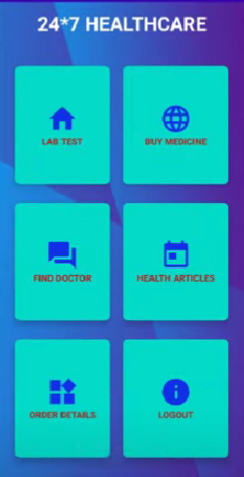 24*7 HEALTHCARE
LAB TEST
BUY MEDICINE
FIND DOCTOR
HEALTH ARTICLES
ORDER DETAILS
LOGOUT